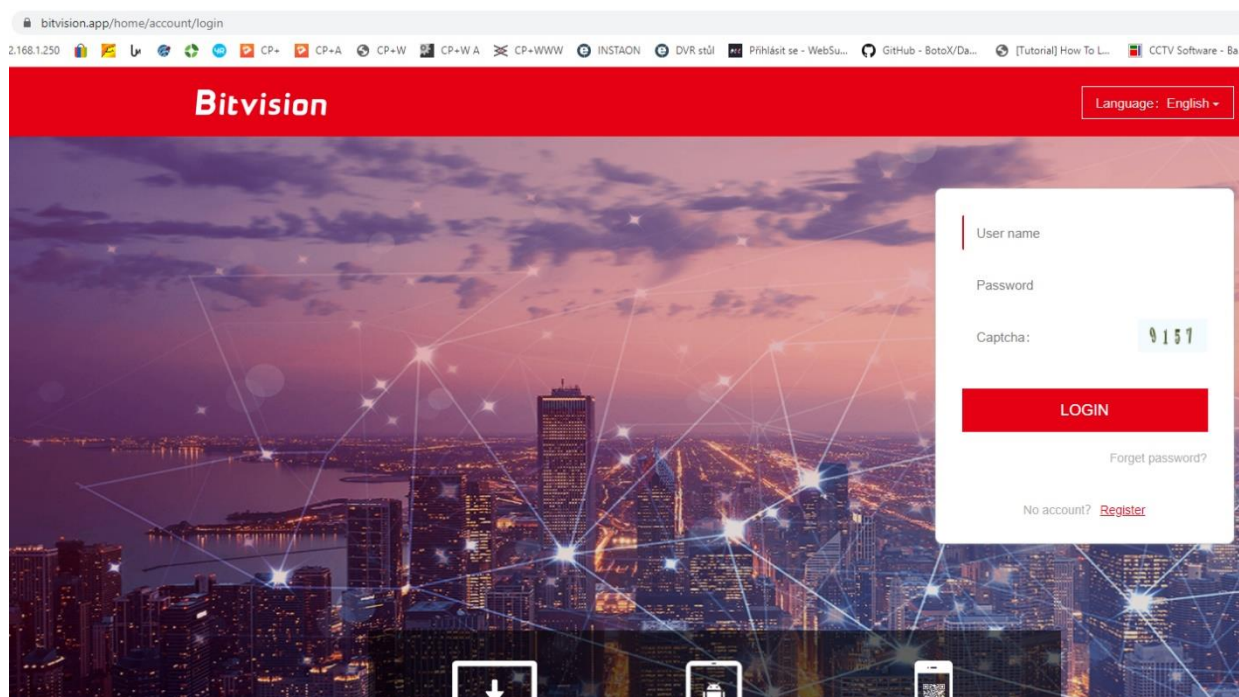 bitvision.app/home/account/login
2.168.1.250 CP+ CP+A CP+W CP+W A CP+WWW INSTAON DVR stůl Přihlásit se - WebSu... GitHub - BotoX/Da... [Tutorial] How To L... CCTV Software - Ba
Bitvision
Language: English
User name
Password
Captcha: 9157
LOGIN
Forget password?
No account? Register